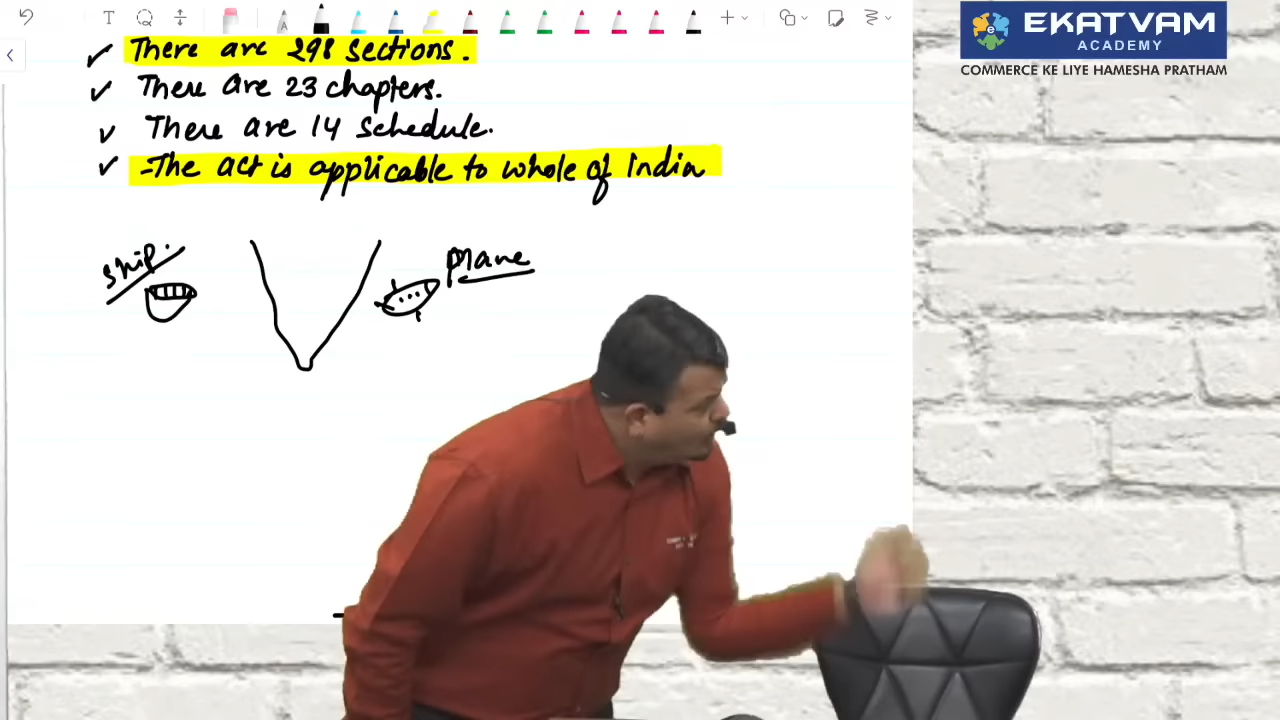 There are 298 sections.
There are 23 chapters.
There are 14 schedule.
The act is applicable to whole of India
ship.
plane
EKATVAM
ACADEMY
COMMERCE KE LIYE HAMESHA PRATHAM